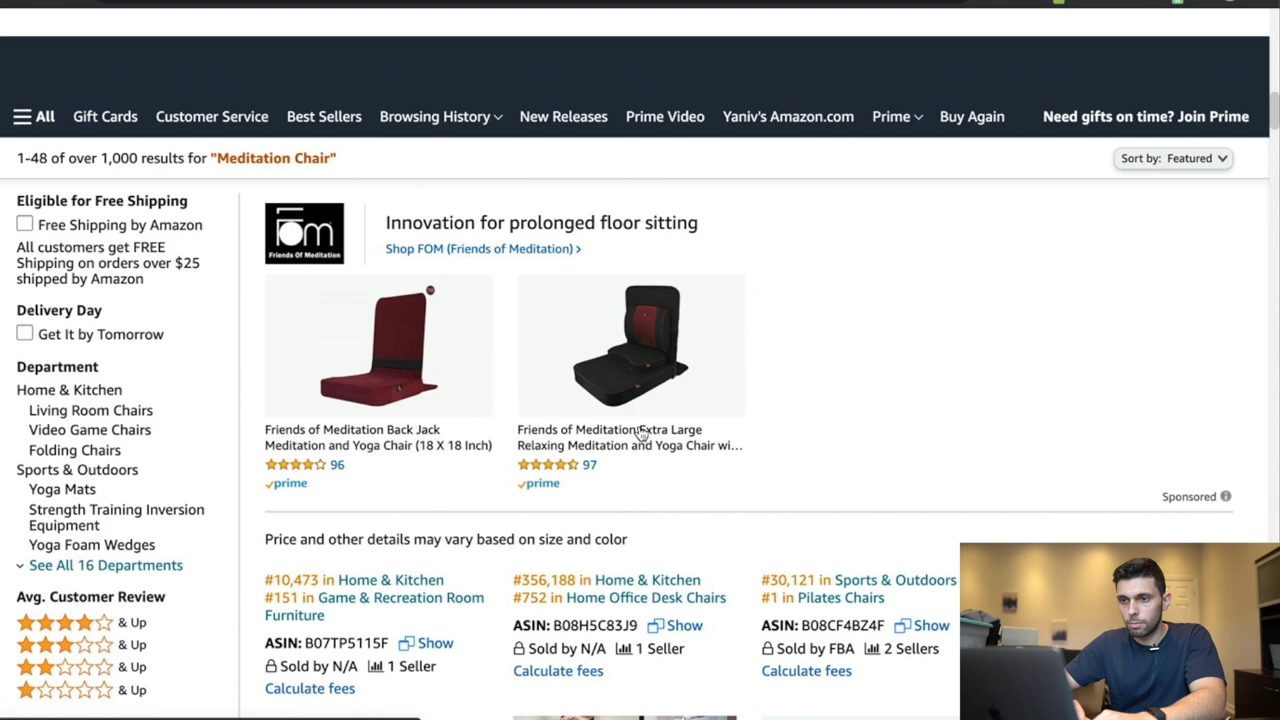 All Gift Cards Customer Service Best Sellers Browsing History New Releases Prime Video Yaniv's Amazon.com Prime Buy Again Need gifts on time? Join Prime
1-48 of over 1,000 results for "Meditation Chair"
Sort by: Featured
Eligible for Free Shipping
Free Shipping by Amazon
All customers get FREE
Shipping on orders over $25
shipped by Amazon
Delivery Day
Get It by Tomorrow
Department
Home & Kitchen
Living Room Chairs
Video Game Chairs
Folding Chairs
Sports & Outdoors
Yoga Mats
Strength Training Inversion
Equipment
Yoga Foam Wedges
See All 16 Departments
Avg. Customer Review
& Up
& Up
& Up
& Up
Fom
Friends Of Meditation
Innovation for prolonged floor sitting
Shop FOM (Friends of Meditation) ›
Friends of Meditation Back Jack
Meditation and Yoga Chair (18 X 18 Inch)
96
prime
Friends of Meditation Extra Large
Relaxing Meditation and Yoga Chair wi...
97
prime
Sponsored
Price and other details may vary based on size and color
#10,473 in Home & Kitchen
#151 in Game & Recreation Room
Furniture
ASIN: B07TP5115F Show
Sold by N/A 1 Seller
Calculate fees
#356,188 in Home & Kitchen
#752 in Home Office Desk Chairs
ASIN: B08H5C83J9 Show
Sold by N/A 1 Seller
Calculate fees
#30,121 in Sports & Outdoors
#1 in Pilates Chairs
ASIN: B08CF4BZ4F Show
Sold by FBA 2 Sellers
Calculate fees